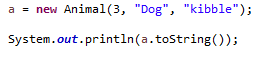 a = new Animal(3, "Dog", "kibble");
System.out.println(a.toString());